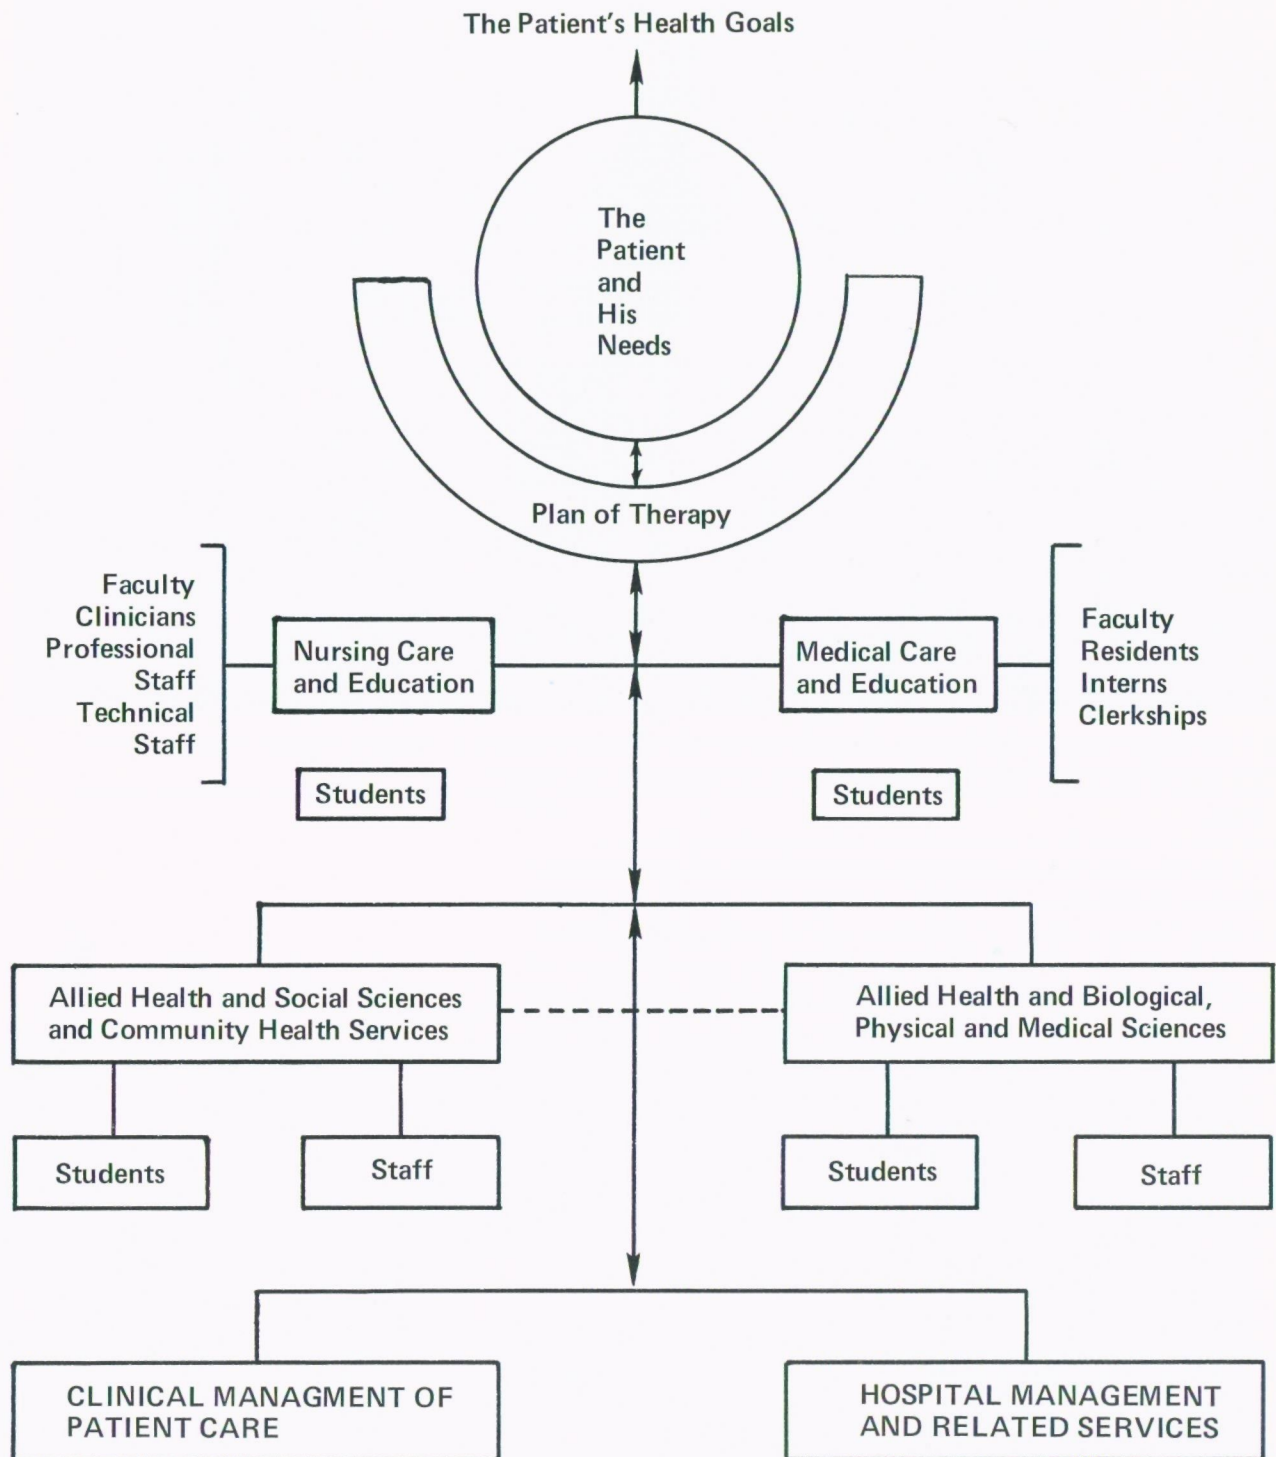 The Patient's Health Goals
The
Patient
and
His
Needs
Plan of Therapy
Faculty
Clinicians
Professional
Staff
Technical
Staff
Nursing Care
and Education
Students
Medical Care
and Education
Students
Faculty
Residents
Interns
Clerkships
Allied Health and Social Sciences
and Community Health Services
Students
Staff
Allied Health and Biological,
Physical and Medical Sciences
Students
Staff
CLINICAL MANAGMENT OF
PATIENT CARE
HOSPITAL MANAGEMENT
AND RELATED SERVICES